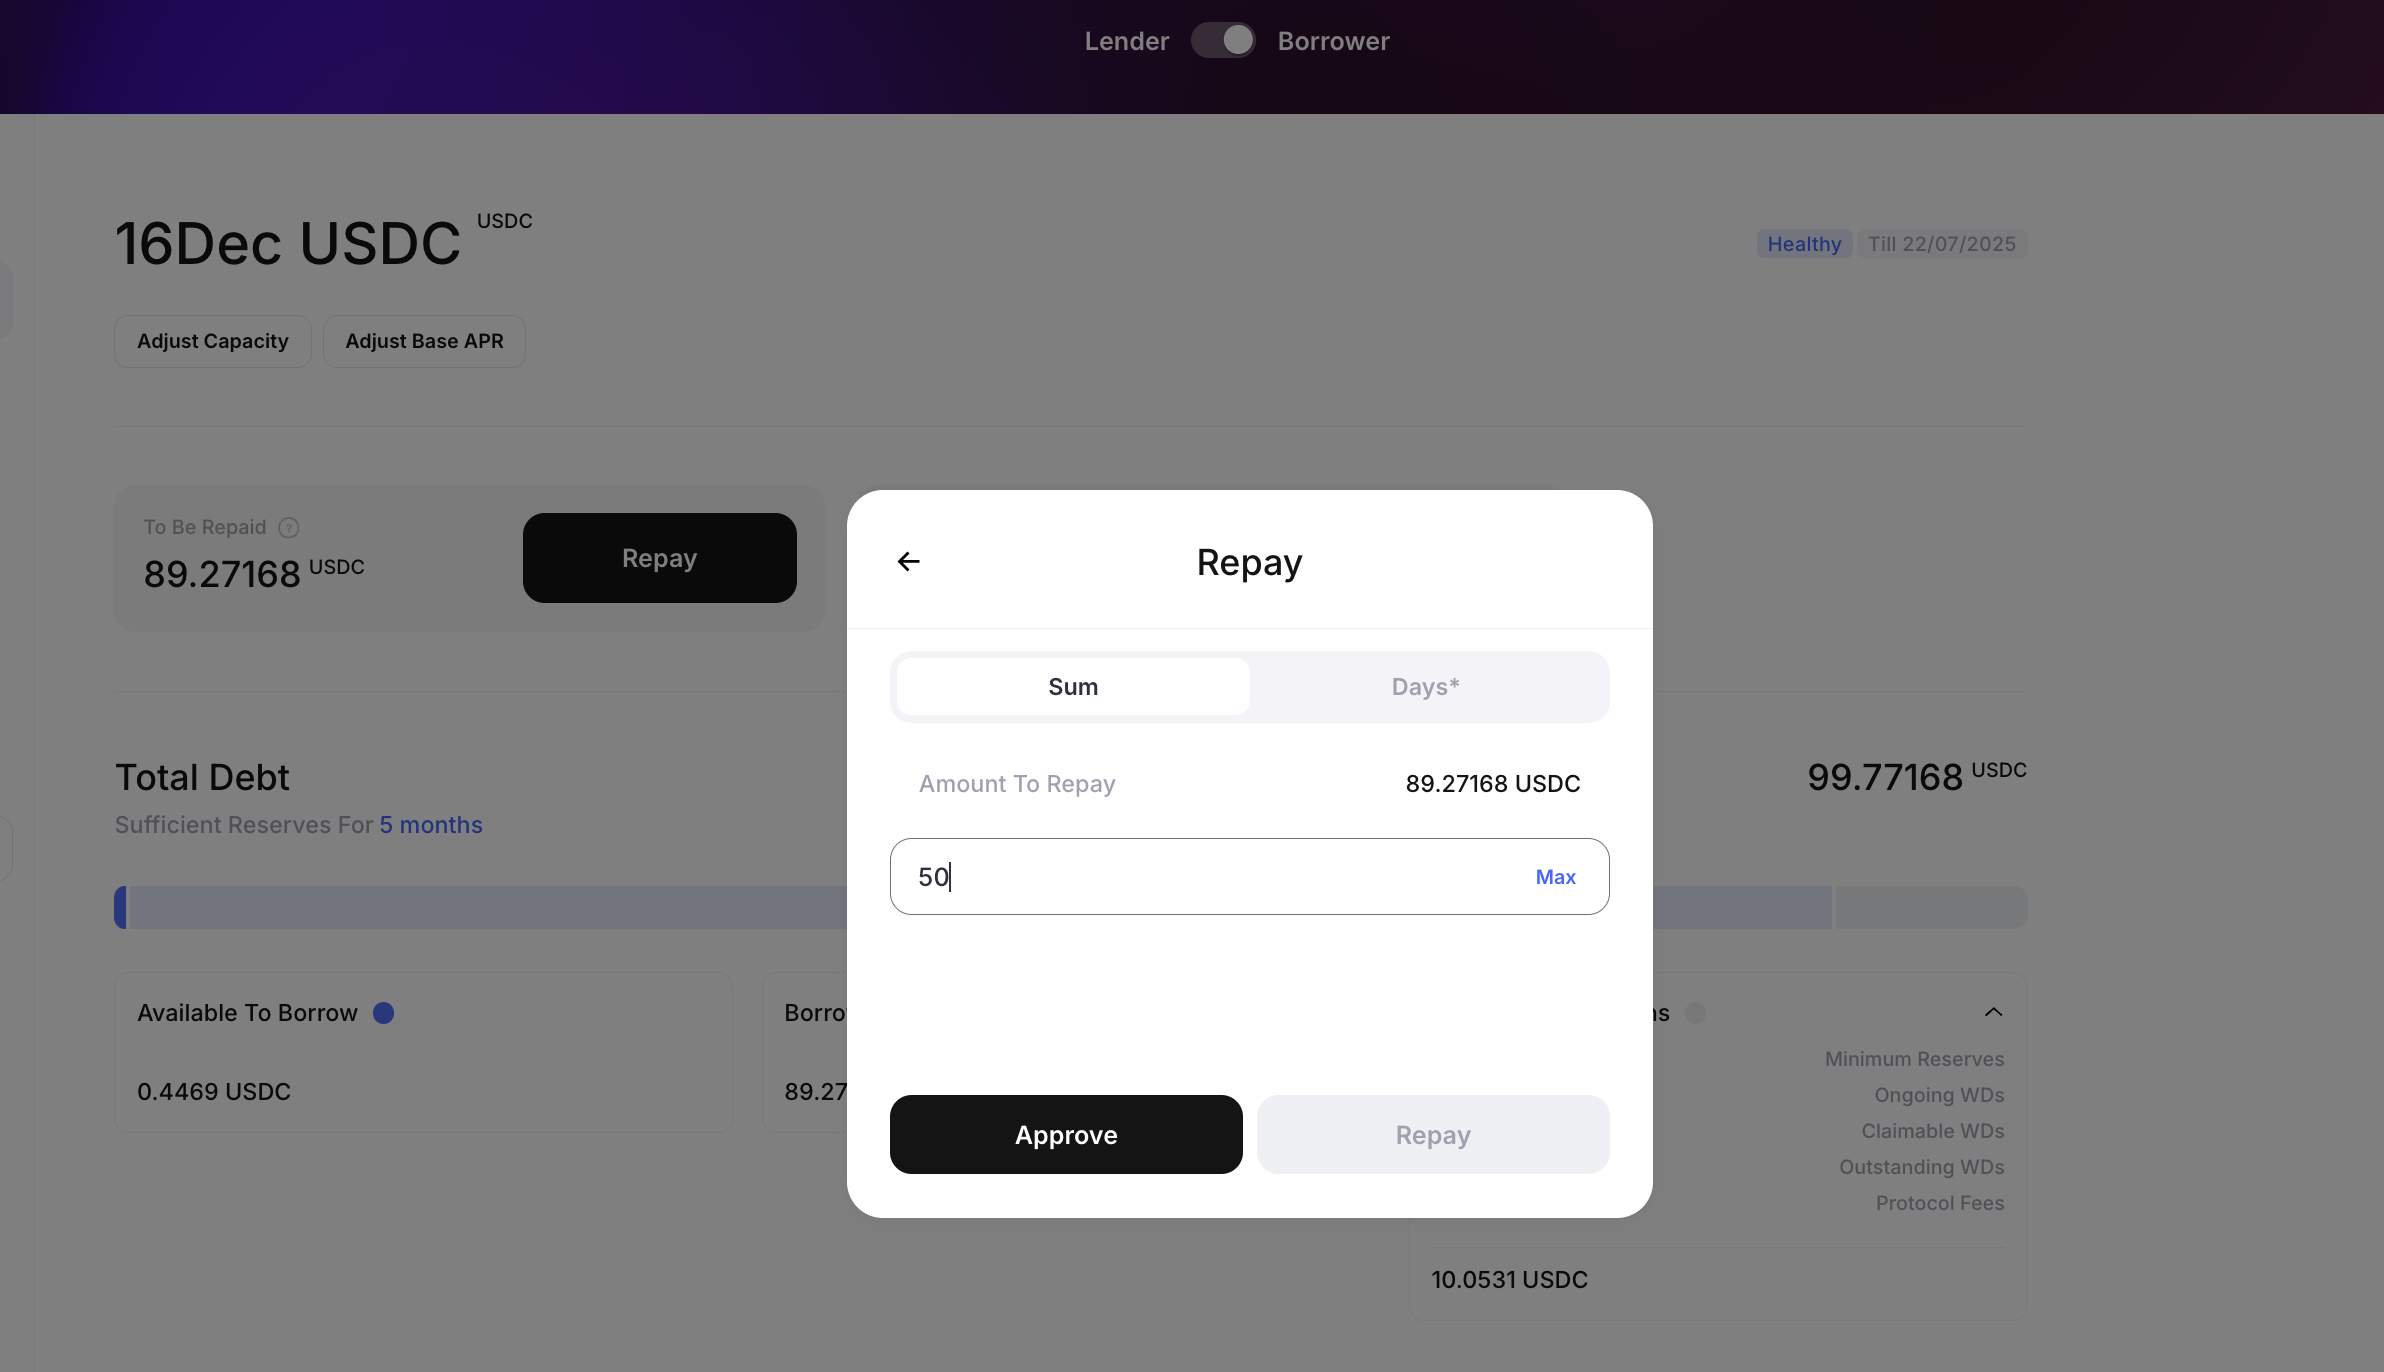 Lender Borrower
16Dec USDC USDC
Healthy Till 22/07/2025
Adjust Capacity Adjust Base APR
To Be Repaid ?
89.27168 USDC
Repay
Total Debt
99.77168 USDC
Sufficient Reserves For 5 months
Available To Borrow
0.4469 USDC
Borro
89.27
Minimum Reserves
Ongoing WDs
Claimable WDs
Outstanding WDs
Protocol Fees
10.0531 USDC
Repay
Sum Days*
Amount To Repay 89.27168 USDC
50 Max
Approve Repay